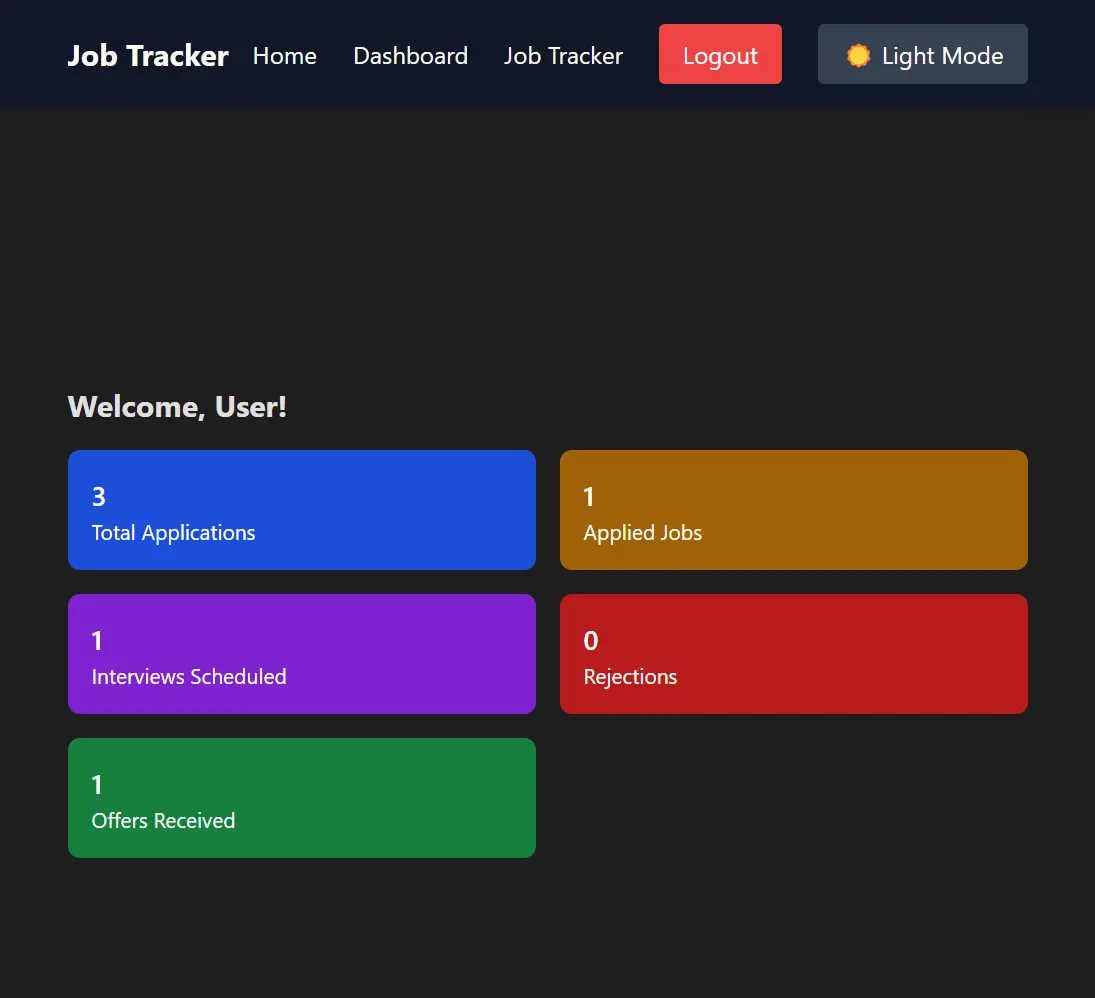 Job Tracker Home Dashboard Job Tracker Logout Light Mode
Welcome, User!
3
Total Applications
1
Applied Jobs
1
Interviews Scheduled
0
Rejections
1
Offers Received